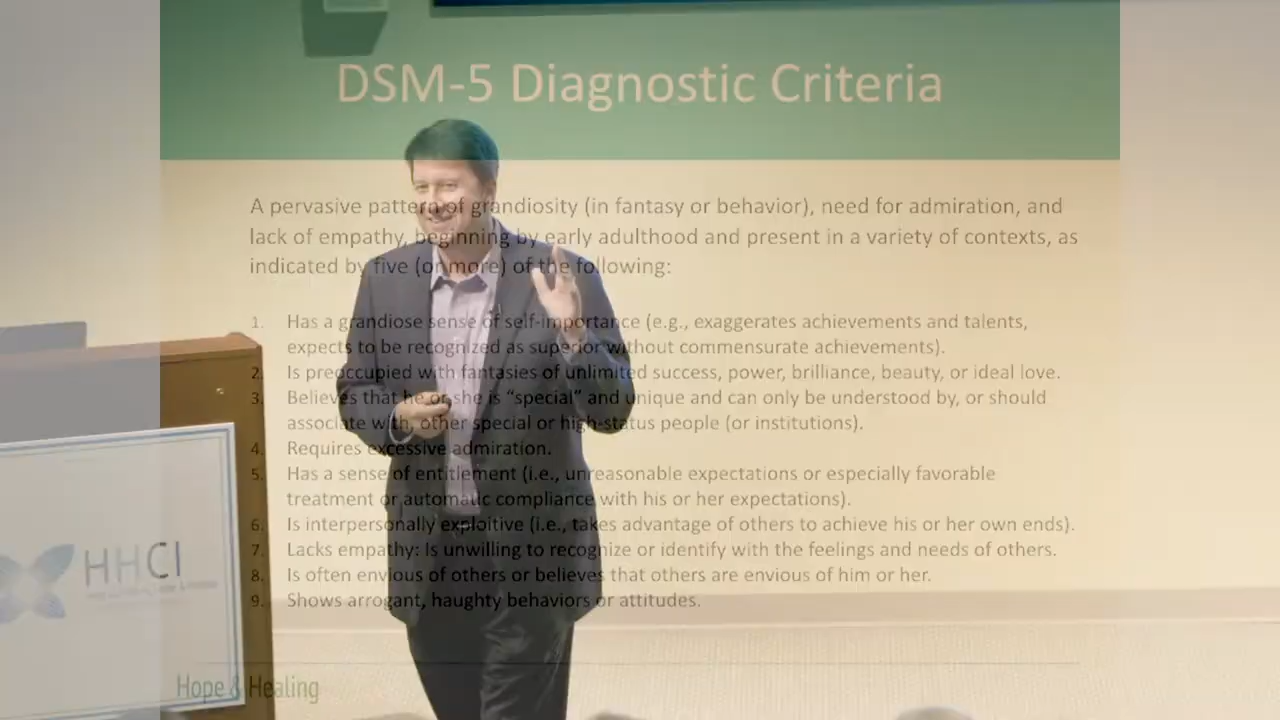 DSM-5 Diagnostic Criteria
A pervasive pattern of grandiosity (in fantasy or behavior), need for admiration, and
lack of empathy, beginning by early adulthood and present in a variety of contexts, as
indicated by five (or more) of the following:
1. Has a grandiose sense of self-importance (e.g., exaggerates achievements and talents,
expects to be recognized as superior without commensurate achievements).
2. Is preoccupied with fantasies of unlimited success, power, brilliance, beauty, or ideal love.
3. Believes that he or she is “special” and unique and can only be understood by, or should
associate with, other special or high-status people (or institutions).
4. Requires excessive admiration.
5. Has a sense of entitlement (i.e., unreasonable expectations or especially favorable
treatment or automatic compliance with his or her expectations).
6. Is interpersonally exploitive (i.e., takes advantage of others to achieve his or her own ends).
7. Lacks empathy: Is unwilling to recognize or identify with the feelings and needs of others.
8. Is often envious of others or believes that others are envious of him or her.
9. Shows arrogant, haughty behaviors or attitudes.
HHCI
Hope & Healing